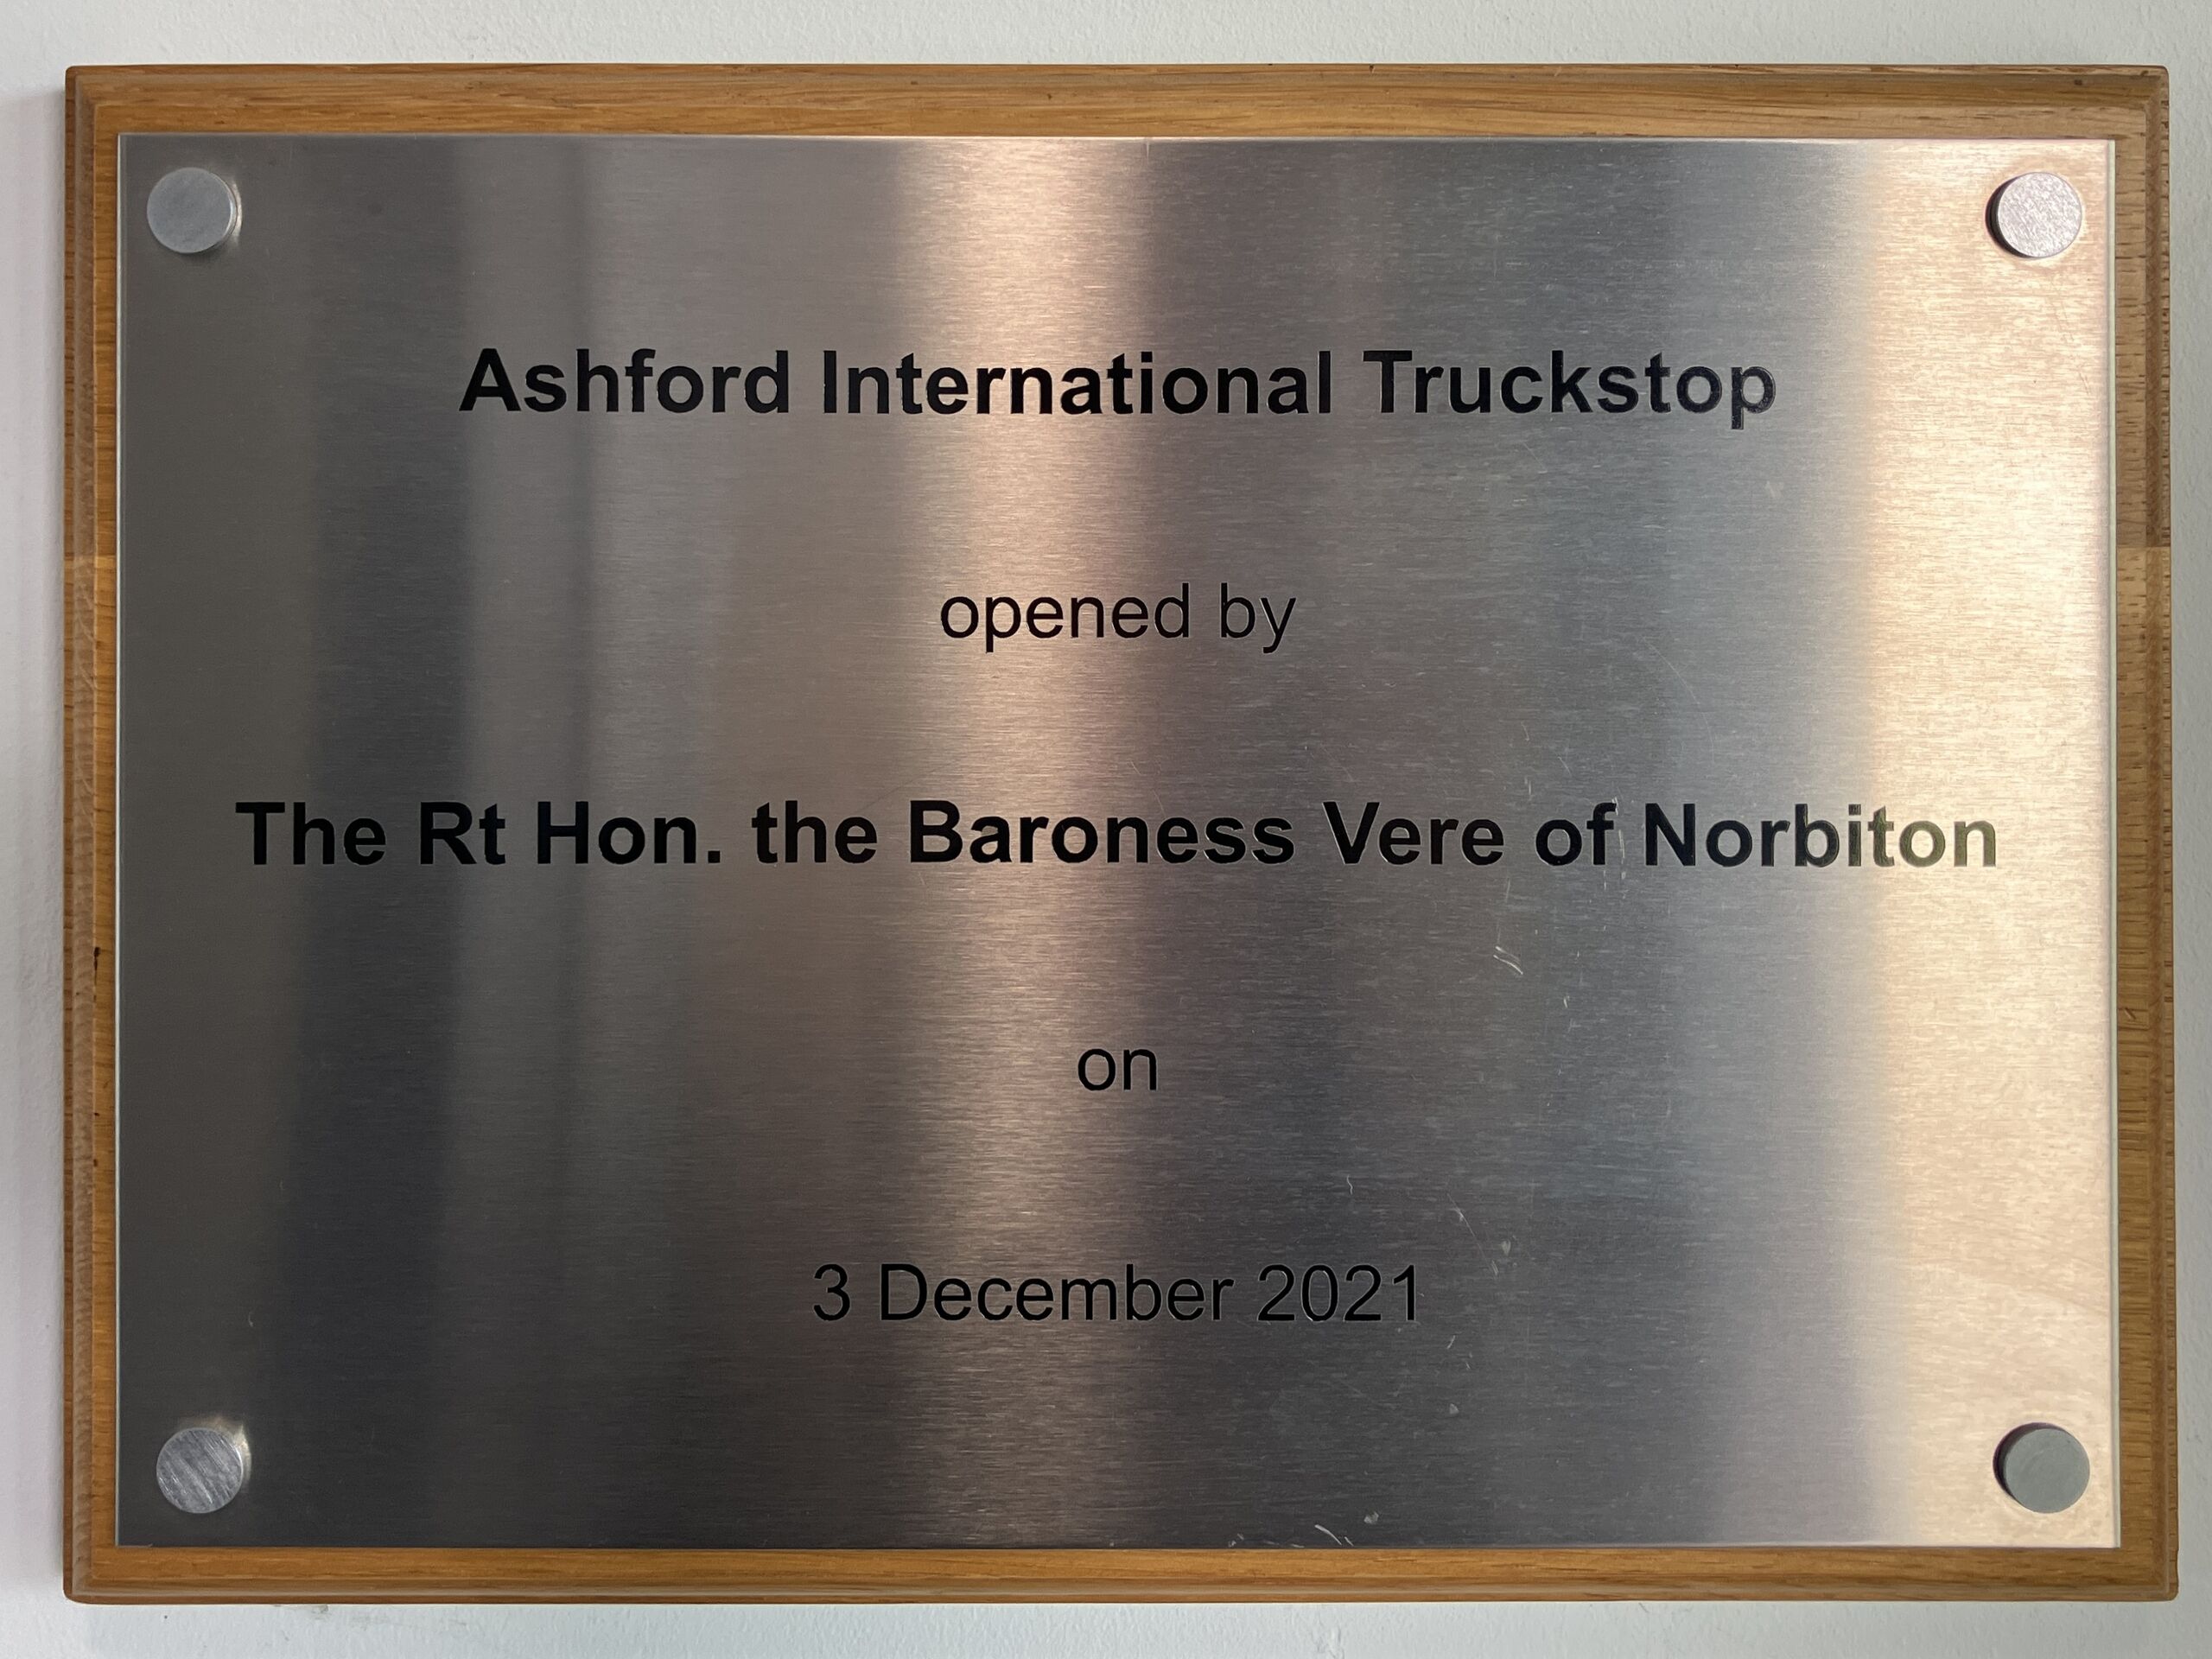 Ashford International Truckstop
opened by
The Rt Hon. the Baroness Vere of Norbiton
on
3 December 2021